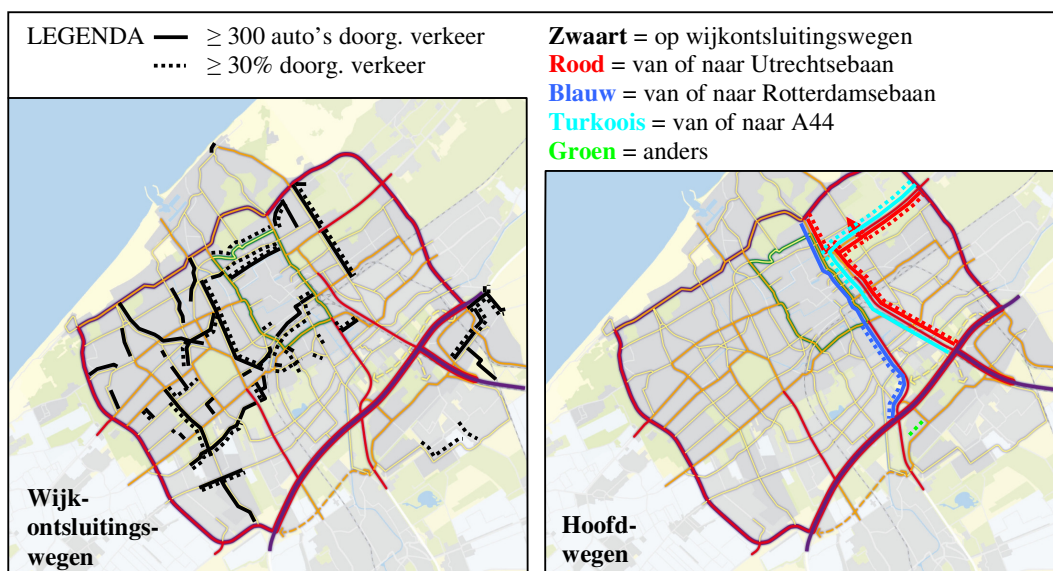 LEGENDA ≥ 300 auto's doorg. verkeer
≥ 30% doorg. verkeer
Zwaart = op wijkontsluitingswegen
Rood = van of naar Utrechtsebaan
Blauw = van of naar Rotterdamsebaan
Turkoois = van of naar A44
Groen = anders
Wijk-
ontsluitings-
wegen
Hoofd-
wegen